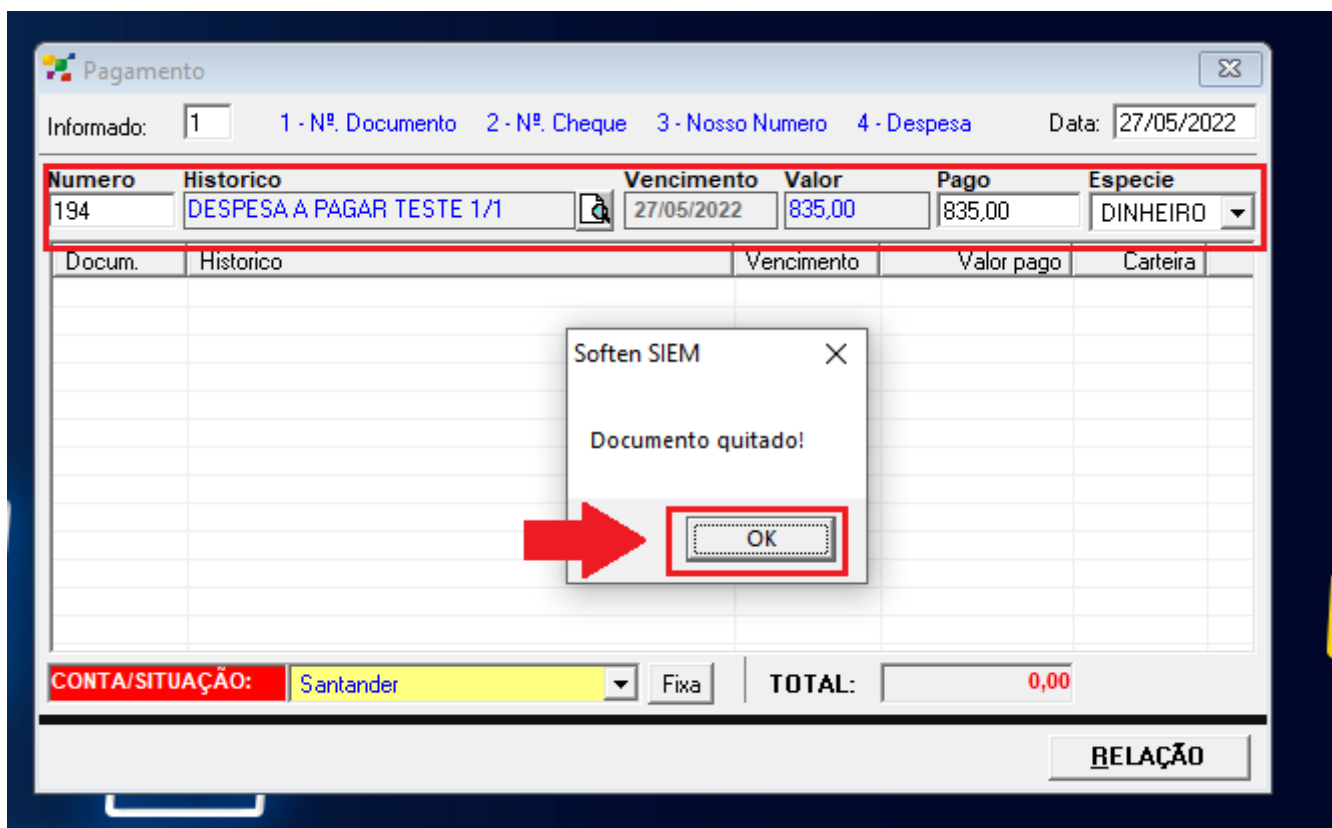 Pagamento
Informado: 1 1 - Nº. Documento 2 - Nº. Cheque 3 - Nosso Numero 4 - Despesa Data: 27/05/2022
Numero Historico Vencimento Valor Pago Especie
194 DESPESA A PAGAR TESTE 1/1 27/05/2022 835,00 835,00 DINHEIRO
Docum. Historico Vencimento Valor pago Carteira
Soften SIEM
Documento quitado!
OK
CONTA/SITUAÇÃO: Santander Fixa TOTAL: 0,00
RELAÇÃO